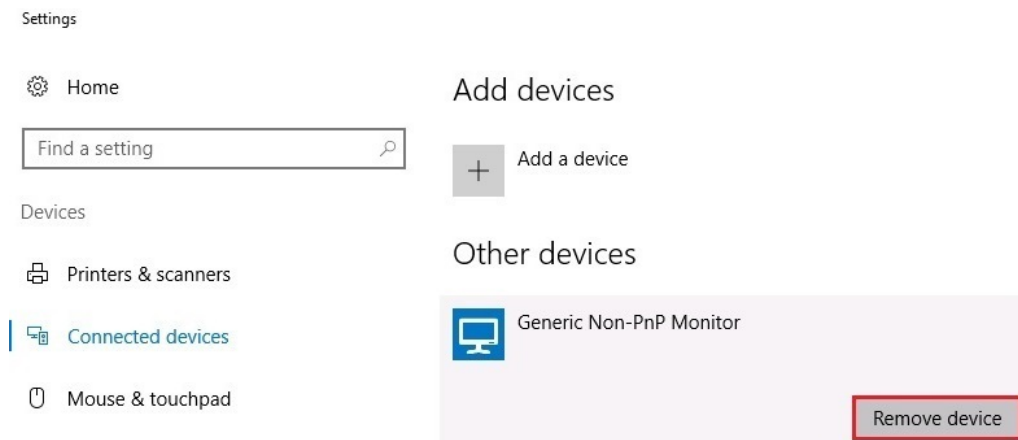 Settings
Home
Find a setting
Devices
Printers & scanners
Connected devices
Mouse & touchpad
Add devices
Add a device
Other devices
Generic Non-PnP Monitor
Remove device